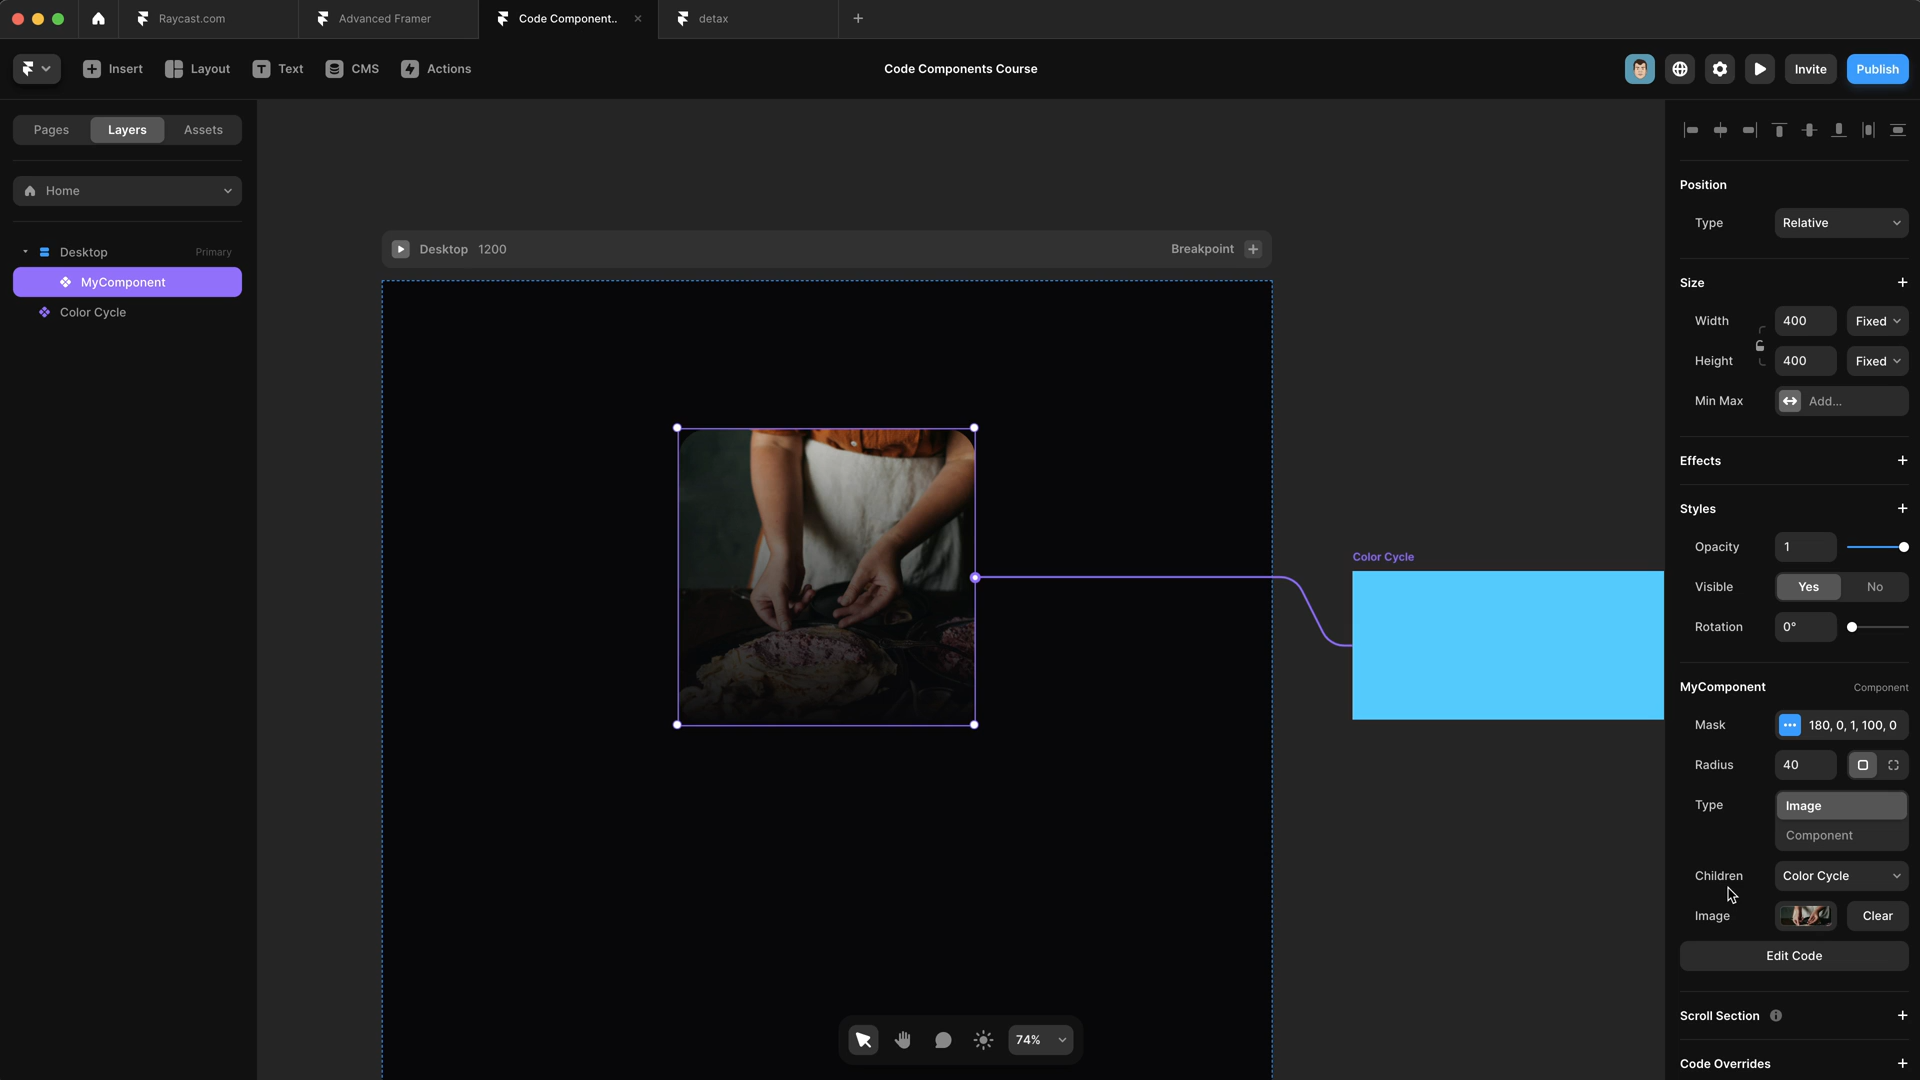 Raycast.com
Advanced Framer
Code Component..
detax
Insert
Layout
Text
CMS
Actions
Code Components Course
Invite
Publish
Pages
Layers
Assets
Home
Desktop
Primary
MyComponent
Color Cycle
Desktop 1200
Breakpoint
Color Cycle
74%
Position
Type
Relative
Size
Width
400
Fixed
Height
400
Fixed
Min Max
Add...
Effects
Styles
Opacity
1
Visible
Yes
No
Rotation
0°
MyComponent
Component
Mask
180, 0, 1, 100, 0
Radius
40
Type
Image
Component
Children
Color Cycle
Image
Clear
Edit Code
Scroll Section
Code Overrides